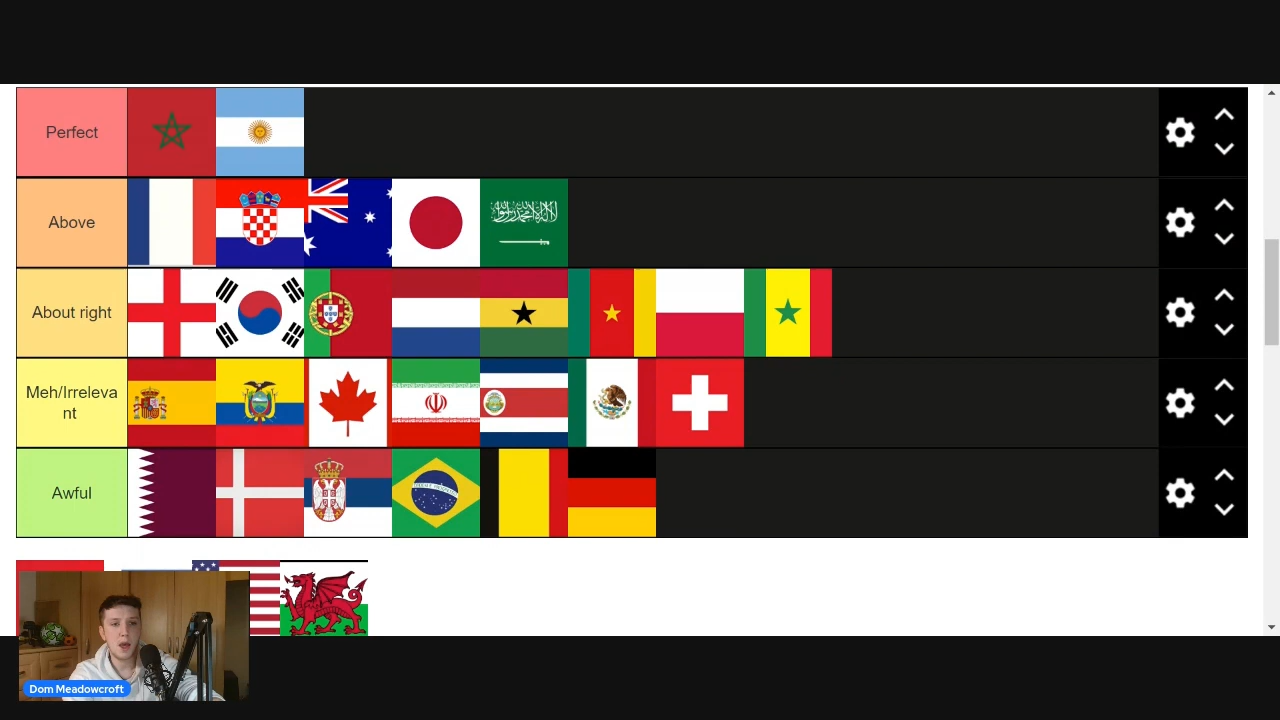 Perfect
Above
About right
Meh/Irreleva
nt
Awful
Dom Meadowcroft